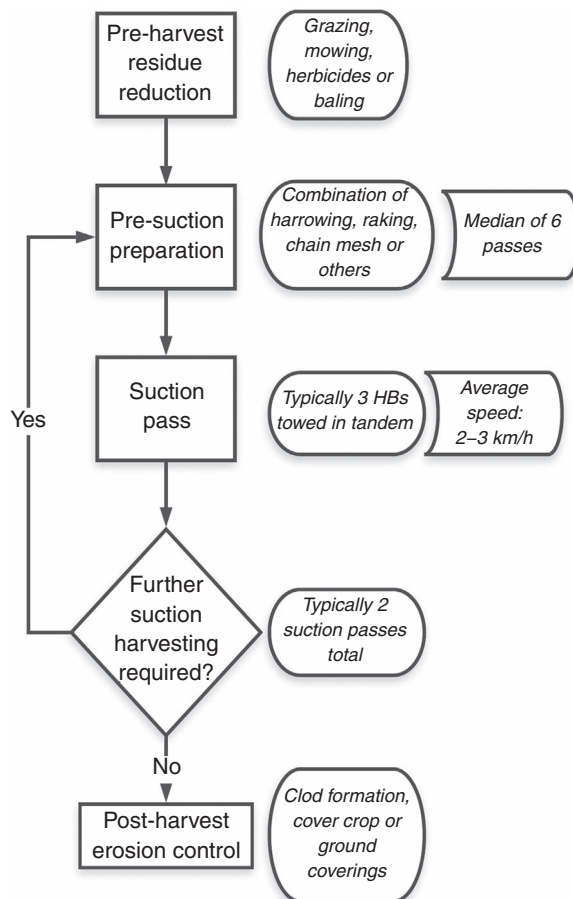 Pre-harvest
residue
reduction
Grazing,
mowing,
herbicides or
baling
Pre-suction
preparation
Combination of
harrowing, raking,
chain mesh or
others
Median of 6
passes
Suction
pass
Typically 3 HBs
towed in tandem
Average
speed:
2–3 km/h
Yes
Further
suction
harvesting
required?
Typically 2
suction passes
total
No
Post-harvest
erosion control
Clod formation,
cover crop or
ground
coverings